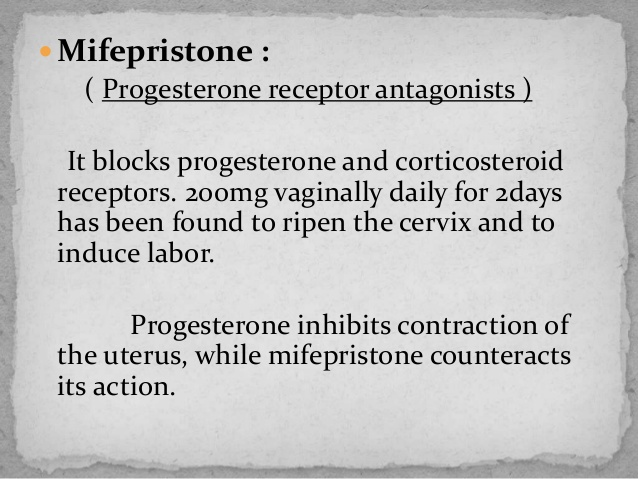 • Mifepristone :
( Progesterone receptor antagonists )
It blocks progesterone and corticosteroid
receptors. 200mg vaginally daily for 2days
has been found to ripen the cervix and to
induce labor.
Progesterone inhibits contraction of
the uterus, while mifepristone counteracts
its action.